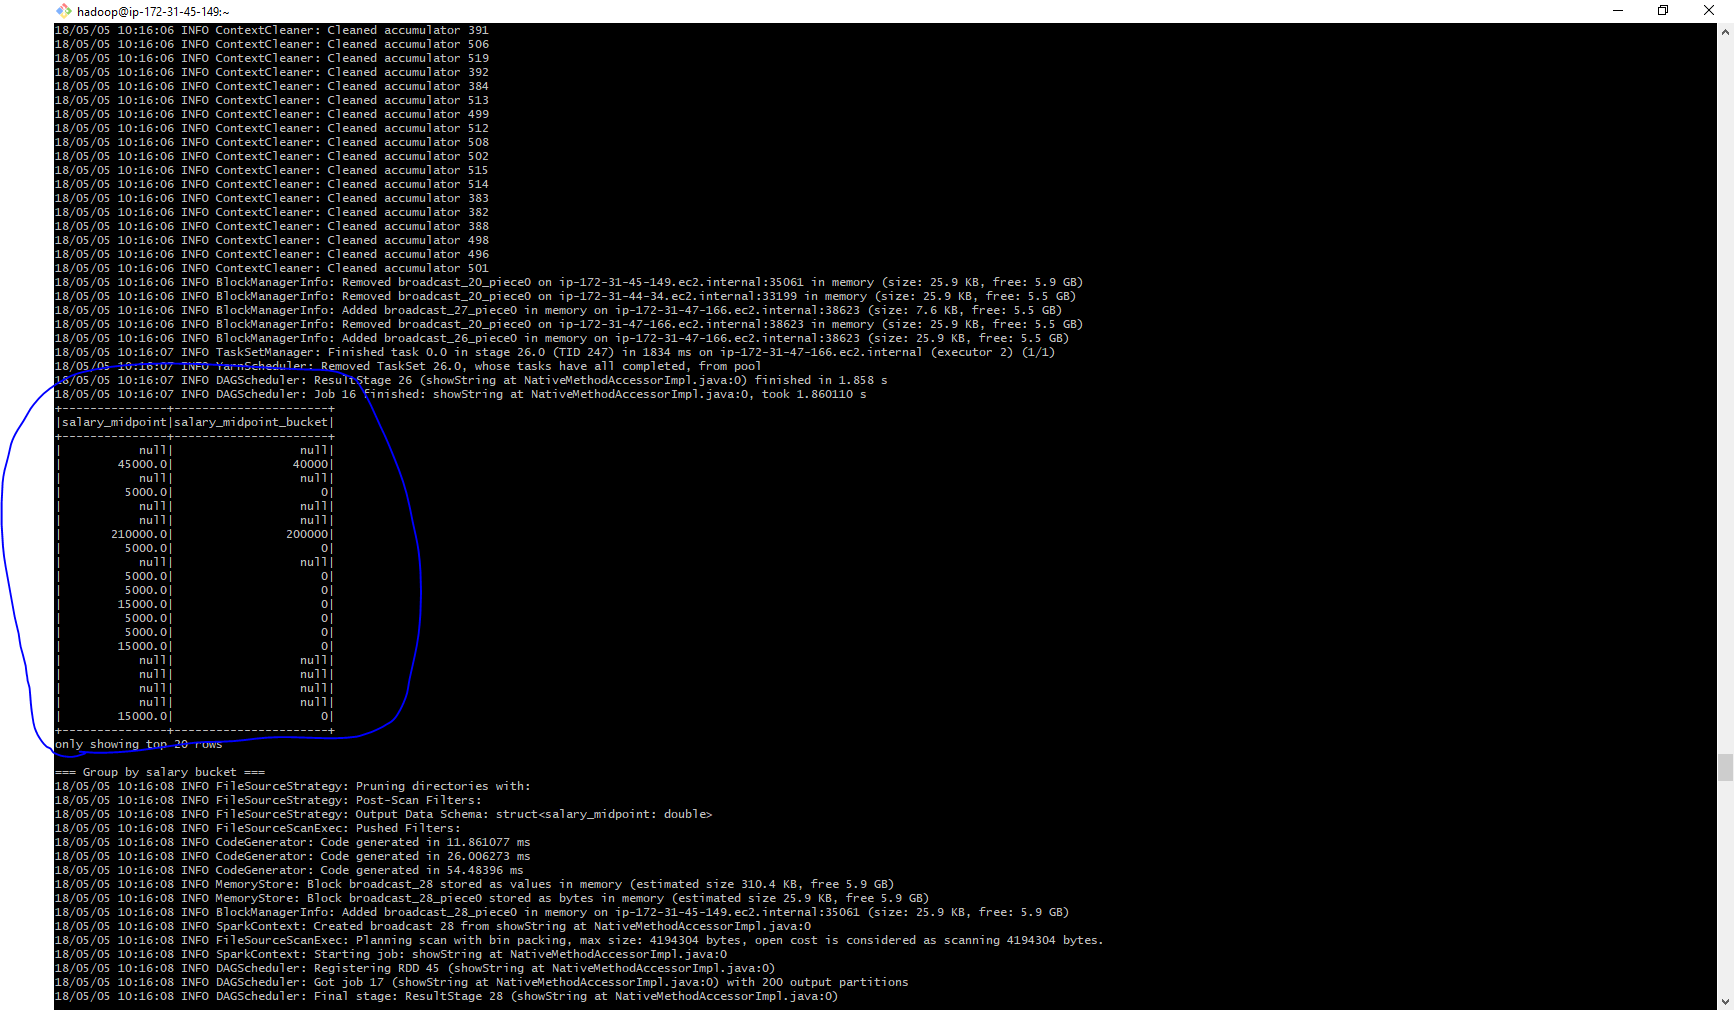 hadoop@ip-172-31-45-149:~
18/05/05 10:16:06 INFO ContextCleaner: Cleaned accumulator 391
18/05/05 10:16:06 INFO ContextCleaner: Cleaned accumulator 506
18/05/05 10:16:06 INFO ContextCleaner: Cleaned accumulator 519
18/05/05 10:16:06 INFO ContextCleaner: Cleaned accumulator 392
18/05/05 10:16:06 INFO ContextCleaner: Cleaned accumulator 384
18/05/05 10:16:06 INFO ContextCleaner: Cleaned accumulator 513
18/05/05 10:16:06 INFO ContextCleaner: Cleaned accumulator 499
18/05/05 10:16:06 INFO ContextCleaner: Cleaned accumulator 512
18/05/05 10:16:06 INFO ContextCleaner: Cleaned accumulator 508
18/05/05 10:16:06 INFO ContextCleaner: Cleaned accumulator 502
18/05/05 10:16:06 INFO ContextCleaner: Cleaned accumulator 515
18/05/05 10:16:06 INFO ContextCleaner: Cleaned accumulator 514
18/05/05 10:16:06 INFO ContextCleaner: Cleaned accumulator 383
18/05/05 10:16:06 INFO ContextCleaner: Cleaned accumulator 382
18/05/05 10:16:06 INFO ContextCleaner: Cleaned accumulator 388
18/05/05 10:16:06 INFO ContextCleaner: Cleaned accumulator 498
18/05/05 10:16:06 INFO ContextCleaner: Cleaned accumulator 496
18/05/05 10:16:06 INFO ContextCleaner: Cleaned accumulator 501
18/05/05 10:16:06 INFO BlockManagerInfo: Removed broadcast_20_piece0 on ip-172-31-45-149.ec2.internal:35061 in memory (size: 25.9 KB, free: 5.9 GB)
18/05/05 10:16:06 INFO BlockManagerInfo: Removed broadcast_20_piece0 on ip-172-31-44-34.ec2.internal:33199 in memory (size: 25.9 KB, free: 5.5 GB)
18/05/05 10:16:06 INFO BlockManagerInfo: Added broadcast_27_piece0 in memory on ip-172-31-47-166.ec2.internal:38623 (size: 7.6 KB, free: 5.5 GB)
18/05/05 10:16:06 INFO BlockManagerInfo: Removed broadcast_20_piece0 on ip-172-31-47-166.ec2.internal:38623 in memory (size: 25.9 KB, free: 5.5 GB)
18/05/05 10:16:06 INFO BlockManagerInfo: Added broadcast_26_piece0 in memory on ip-172-31-47-166.ec2.internal:38623 (size: 25.9 KB, free: 5.5 GB)
18/05/05 10:16:07 INFO TaskSetManager: Finished task 0.0 in stage 26.0 (TID 247) in 1834 ms on ip-172-31-47-166.ec2.internal (executor 2) (1/1)
18/05/05 10:16:07 INFO YarnScheduler: Removed TaskSet 26.0, whose tasks have all completed, from pool
18/05/05 10:16:07 INFO DAGScheduler: ResultStage 26 (showString at NativeMethodAccessorImpl.java:0) finished in 1.858 s
18/05/05 10:16:07 INFO DAGScheduler: Job 16 finished: showString at NativeMethodAccessorImpl.java:0, took 1.860110 s
+---------------+----------------------+
|salary_midpoint|salary_midpoint_bucket|
+---------------+----------------------+
|           null|                  null|
|        45000.0|                 40000|
|           null|                  null|
|         5000.0|                     0|
|           null|                  null|
|           null|                  null|
|       210000.0|                200000|
|         5000.0|                     0|
|           null|                  null|
|         5000.0|                     0|
|         5000.0|                     0|
|        15000.0|                     0|
|         5000.0|                     0|
|         5000.0|                     0|
|        15000.0|                     0|
|           null|                  null|
|           null|                  null|
|           null|                  null|
|           null|                  null|
|        15000.0|                     0|
+---------------+----------------------+
only showing top 20 rows
=== Group by salary bucket ===
18/05/05 10:16:08 INFO FileSourceStrategy: Pruning directories with:
18/05/05 10:16:08 INFO FileSourceStrategy: Post-Scan Filters:
18/05/05 10:16:08 INFO FileSourceStrategy: Output Data Schema: struct<salary_midpoint: double>
18/05/05 10:16:08 INFO FileSourceScanExec: Pushed Filters:
18/05/05 10:16:08 INFO CodeGenerator: Code generated in 11.861077 ms
18/05/05 10:16:08 INFO CodeGenerator: Code generated in 26.006273 ms
18/05/05 10:16:08 INFO CodeGenerator: Code generated in 54.48396 ms
18/05/05 10:16:08 INFO MemoryStore: Block broadcast_28 stored as values in memory (estimated size 310.4 KB, free 5.9 GB)
18/05/05 10:16:08 INFO MemoryStore: Block broadcast_28_piece0 stored as bytes in memory (estimated size 25.9 KB, free 5.9 GB)
18/05/05 10:16:08 INFO BlockManagerInfo: Added broadcast_28_piece0 in memory on ip-172-31-45-149.ec2.internal:35061 (size: 25.9 KB, free: 5.9 GB)
18/05/05 10:16:08 INFO SparkContext: Created broadcast 28 from showString at NativeMethodAccessorImpl.java:0
18/05/05 10:16:08 INFO FileSourceScanExec: Planning scan with bin packing, max size: 4194304 bytes, open cost is considered as scanning 4194304 bytes.
18/05/05 10:16:08 INFO SparkContext: Starting job: showString at NativeMethodAccessorImpl.java:0
18/05/05 10:16:08 INFO DAGScheduler: Registering RDD 45 (showString at NativeMethodAccessorImpl.java:0)
18/05/05 10:16:08 INFO DAGScheduler: Got job 17 (showString at NativeMethodAccessorImpl.java:0) with 200 output partitions
18/05/05 10:16:08 INFO DAGScheduler: Final stage: ResultStage 28 (showString at NativeMethodAccessorImpl.java:0)